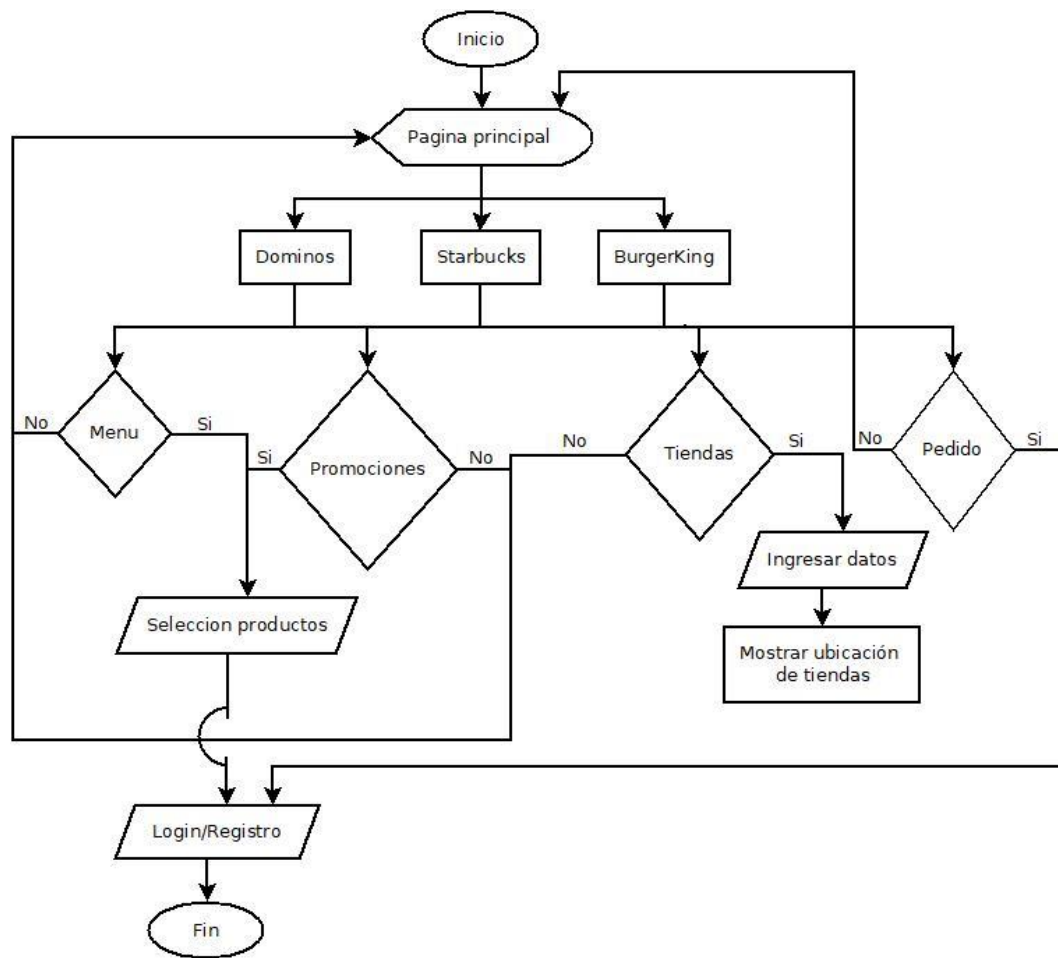 Inicio
Pagina principal
Dominos
Starbucks
BurgerKing
No
Menu
Si
Si
Promociones
No
No
Tiendas
Si
No
Pedido
Si
Ingresar datos
Seleccion productos
Mostrar ubicación
de tiendas
Login/Registro
Fin